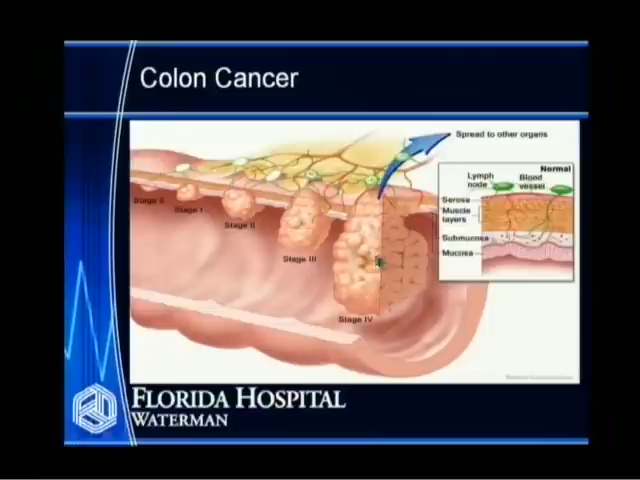 Colon Cancer
Spread to other organs
Normal
Lymph node
Blood vessel
Serosa
Muscle layers
Submucosa
Mucosa
Stage 0
Stage I
Stage II
Stage III
Stage IV
FLORIDA HOSPITAL
WATERMAN